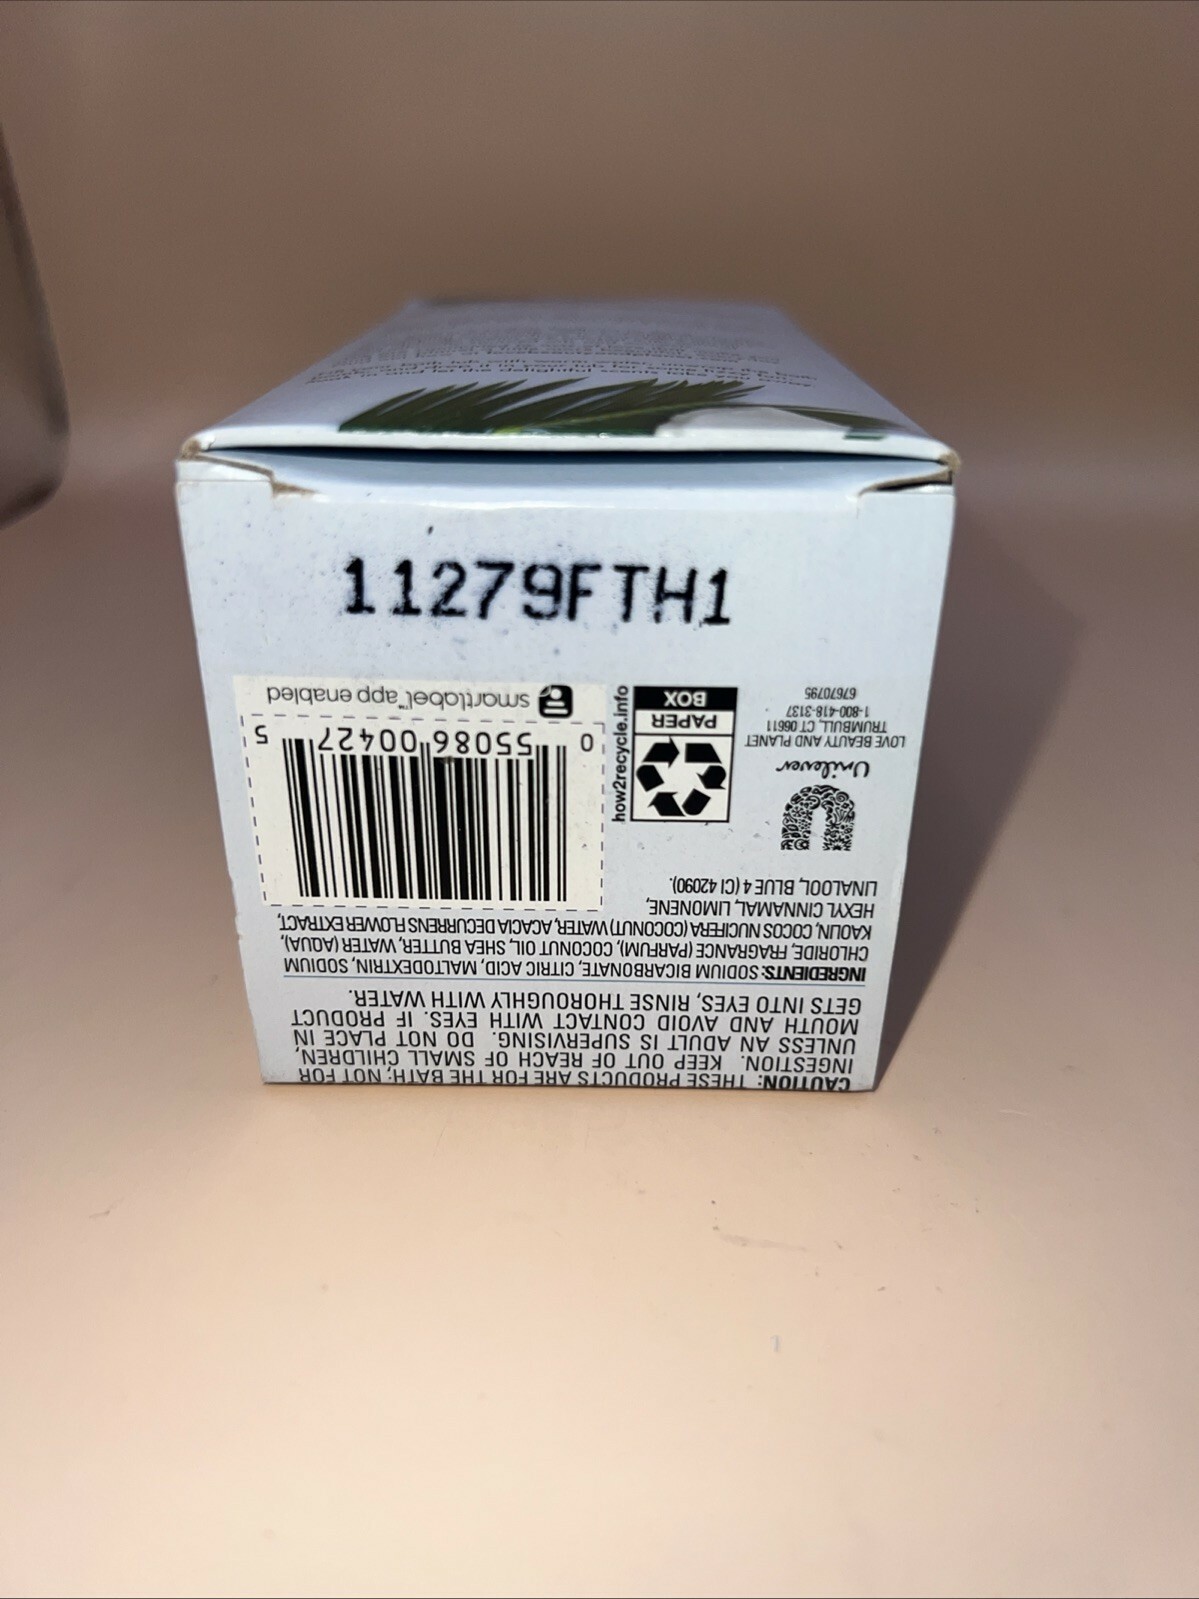 11279FTH1
CAUTION: THESE PRODUCTS ARE FOR THE BATH; NOT FOR
INGESTION. KEEP OUT OF REACH OF SMALL CHILDREN,
UNLESS AN ADULT IS SUPERVISING. DO NOT PLACE IN
MOUTH AND AVOID CONTACT WITH EYES. IF PRODUCT
GETS INTO EYES, RINSE THOROUGHLY WITH WATER.
INGREDIENTS: SODIUM BICARBONATE, CITRIC ACID, MALTODEXTRIN, SODIUM
CHLORIDE, FRAGRANCE (PARFUM), COCONUT OIL, SHEA BUTTER, WATER (AQUA),
KAOLIN, COCOS NUCIFERA (COCONUT) WATER, ACACIA DECURRENS FLOWER EXTRACT,
HEXYL CINNAMAL, LIMONENE,
LINALOOL, BLUE 4 (CI 42090).
Unilever
LOVE BEAUTY AND PLANET
TRUMBULL, CT 06611
1-800-418-3137
67670795
how2recycle.info
PAPER
BOX
0 55086 00427 5
smartlabel™ app enabled